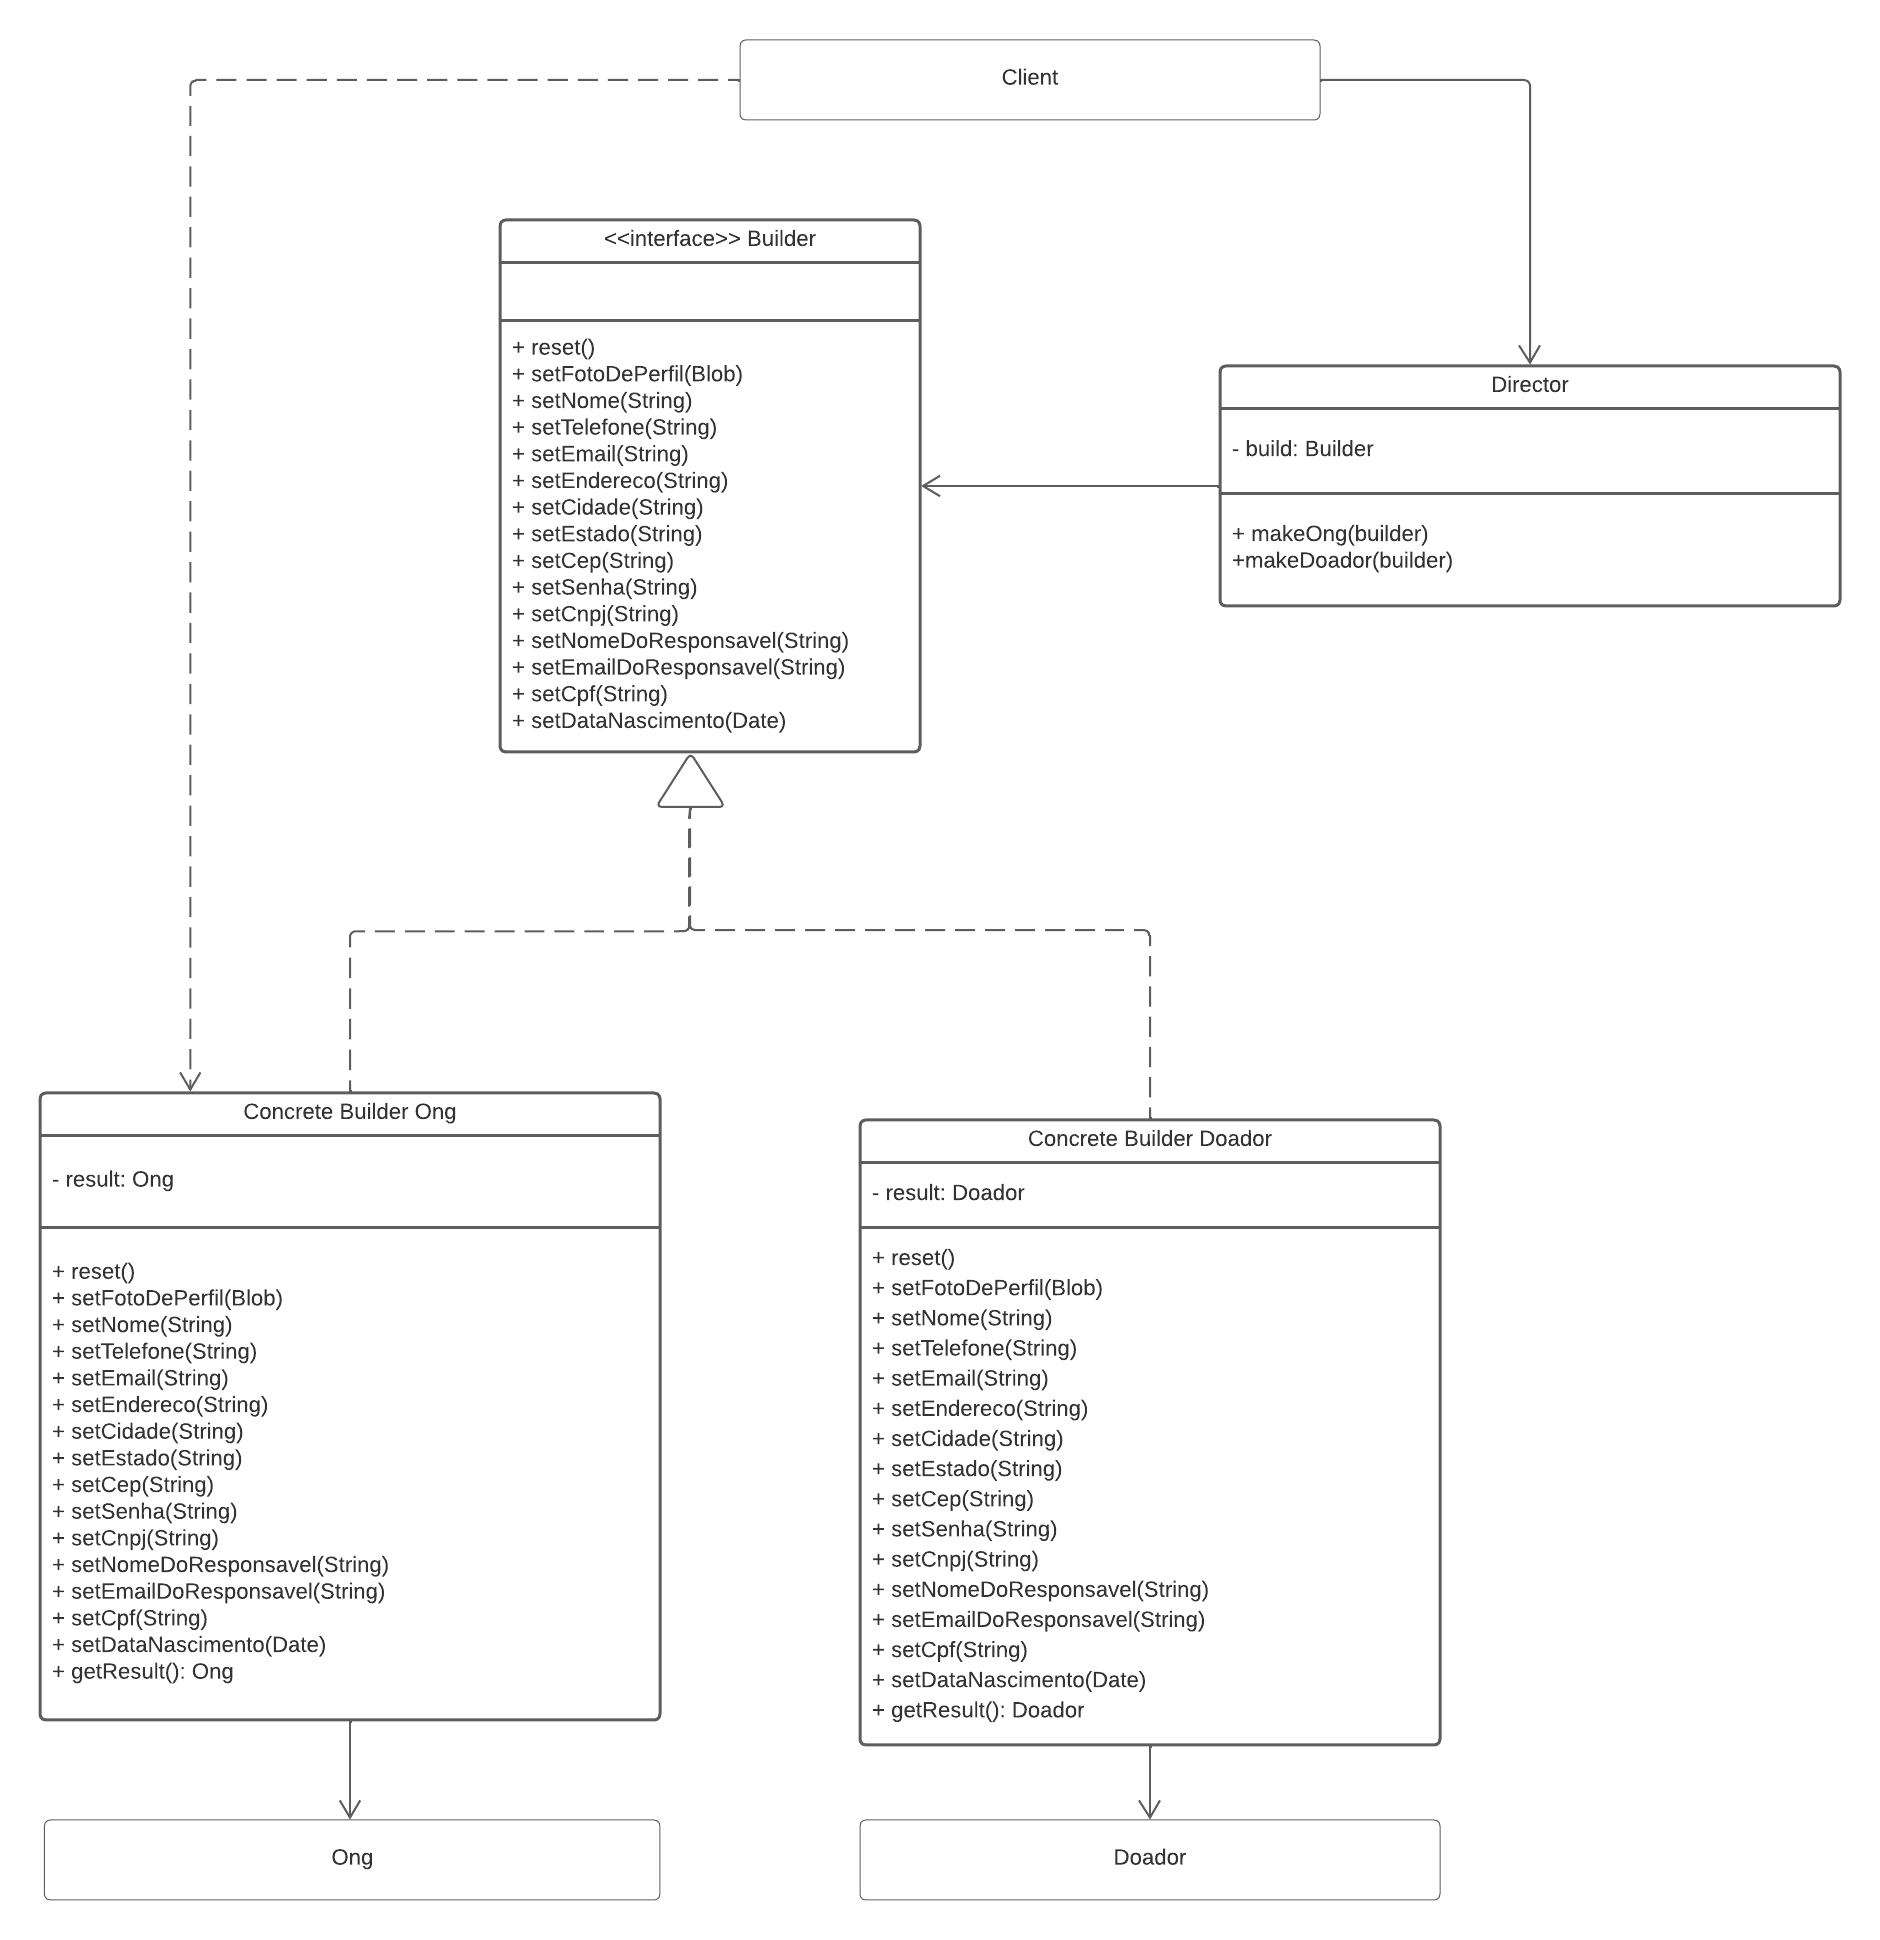 Client
<<interface>> Builder
+ reset()
+ setFotoDePerfil(Blob)
+ setNome(String)
+ setTelefone(String)
+ setEmail(String)
+ setEndereco(String)
+ setCidade(String)
+ setEstado(String)
+ setCep(String)
+ setSenha(String)
+ setCnpj(String)
+ setNomeDoResponsavel(String)
+ setEmailDoResponsavel(String)
+ setCpf(String)
+ setDataNascimento(Date)
Director
- build: Builder
+ makeOng(builder)
+makeDoador(builder)
Concrete Builder Ong
- result: Ong
+ reset()
+ setFotoDePerfil(Blob)
+ setNome(String)
+ setTelefone(String)
+ setEmail(String)
+ setEndereco(String)
+ setCidade(String)
+ setEstado(String)
+ setCep(String)
+ setSenha(String)
+ setCnpj(String)
+ setNomeDoResponsavel(String)
+ setEmailDoResponsavel(String)
+ setCpf(String)
+ setDataNascimento(Date)
+ getResult(): Ong
Concrete Builder Doador
- result: Doador
+ reset()
+ setFotoDePerfil(Blob)
+ setNome(String)
+ setTelefone(String)
+ setEmail(String)
+ setEndereco(String)
+ setCidade(String)
+ setEstado(String)
+ setCep(String)
+ setSenha(String)
+ setCnpj(String)
+ setNomeDoResponsavel(String)
+ setEmailDoResponsavel(String)
+ setCpf(String)
+ setDataNascimento(Date)
+ getResult(): Doador
Ong
Doador